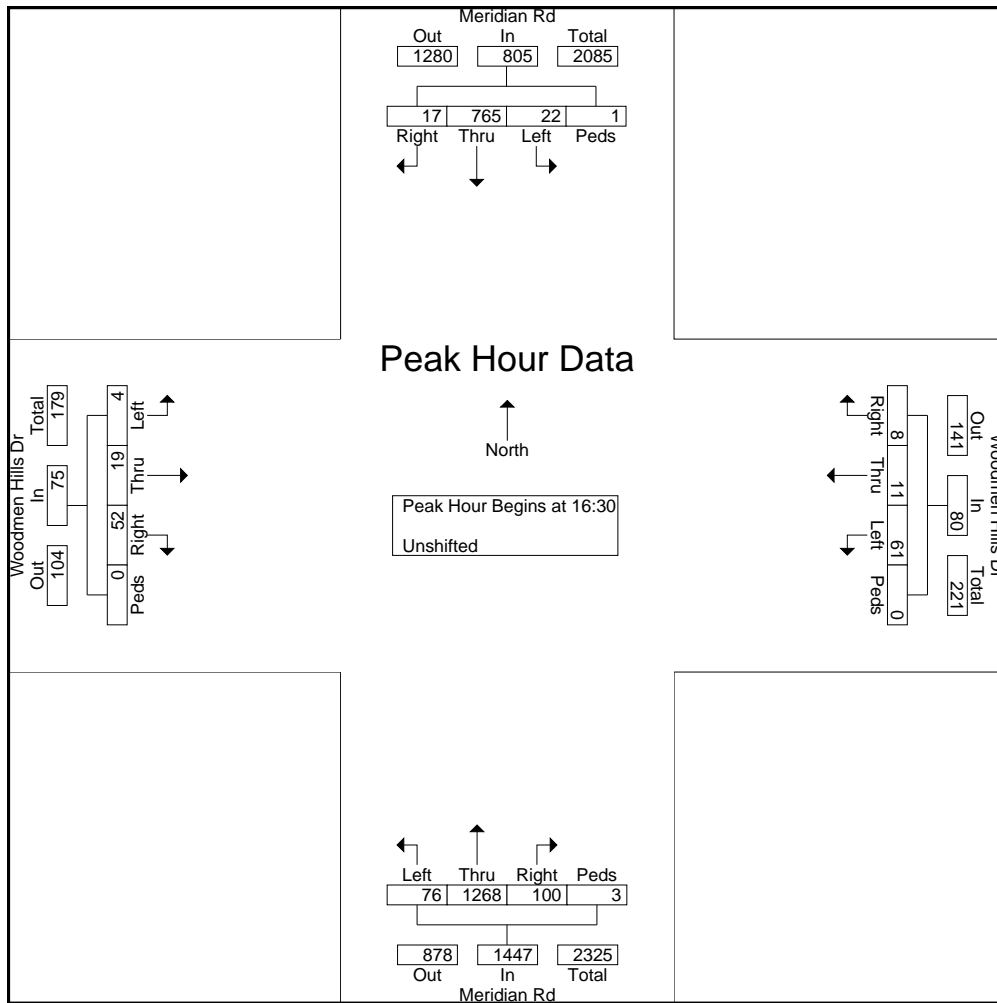 Meridian Rd
Out In Total
1280 805 2085
17 765 22 1
Right Thru Left Peds
Peak Hour Data
North
Peak Hour Begins at 16:30
Unshifted
Woodmen Hills Dr
Total In Out
179 75 104
4 19 52 0
Left Thru Right Peds
Woodmen Hills Dr
Out In Total
141 80 221
8 11 61 0
Right Thru Left Peds
Left Thru Right Peds
76 1268 100 3
878 1447 2325
Out In Total
Meridian Rd